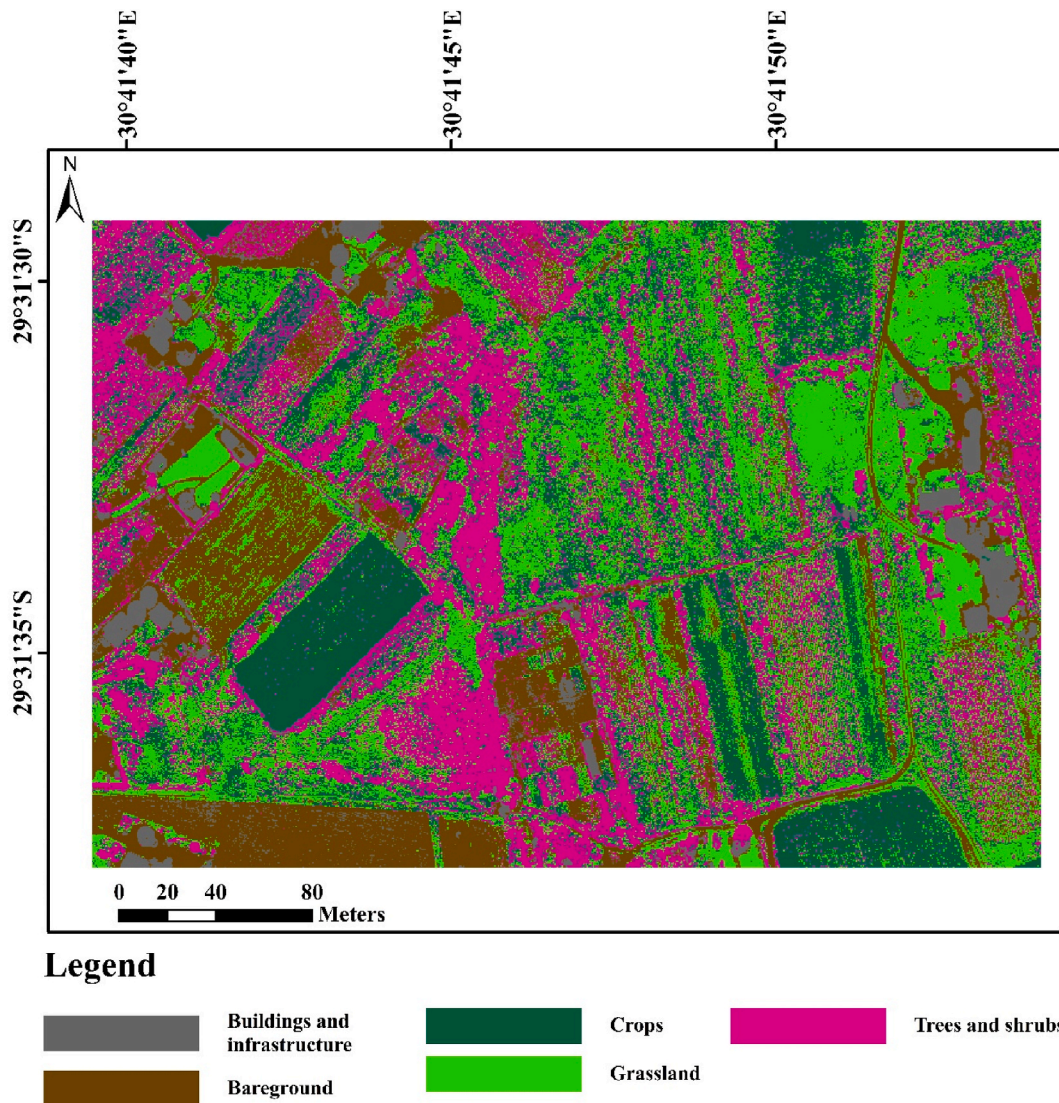 30°41'40"E
30°41'45"E
30°41'50"E
N
29°31'30"S
29°31'35"S
0 20 40 80
Meters
Legend
Buildings and
infrastructure
Bareground
Crops
Grassland
Trees and shrubs